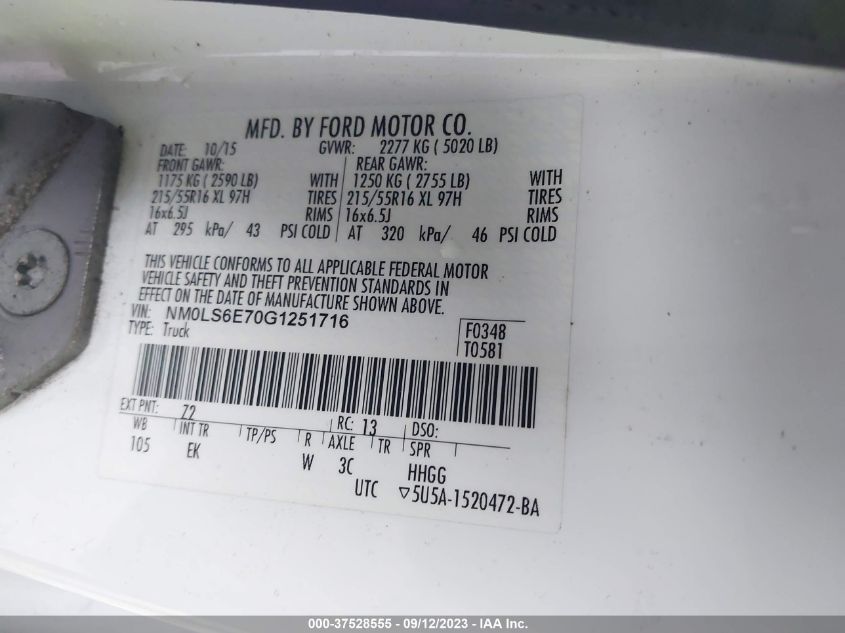 MFD. BY FORD MOTOR CO.
DATE: 10/15 GVWR: 2277 KG ( 5020 LB)
FRONT GAWR: REAR GAWR:
1175 KG ( 2590 LB) WITH 1250 KG ( 2755 LB) WITH
215/55R16 XL 97H TIRES 215/55R16 XL 97H TIRES
16x6.5J RIMS 16x6.5J RIMS
AT 295 kPa/ 43 PSI COLD AT 320 kPa/ 46 PSI COLD
THIS VEHICLE CONFORMS TO ALL APPLICABLE FEDERAL MOTOR
VEHICLE SAFETY AND THEFT PREVENTION STANDARDS IN
EFFECT ON THE DATE OF MANUFACTURE SHOWN ABOVE.
VIN: NM0LS6E70G1251716 F0348
TYPE: Truck T0581
EXT PNT: Z2 RC: 13 DSO:
WB INT TR TP/PS R AXLE TR SPR
105 EK W 3C HHGG
UTC ▽5U5A-1520472-BA
000-37528555 - 09/12/2023 - IAA Inc.